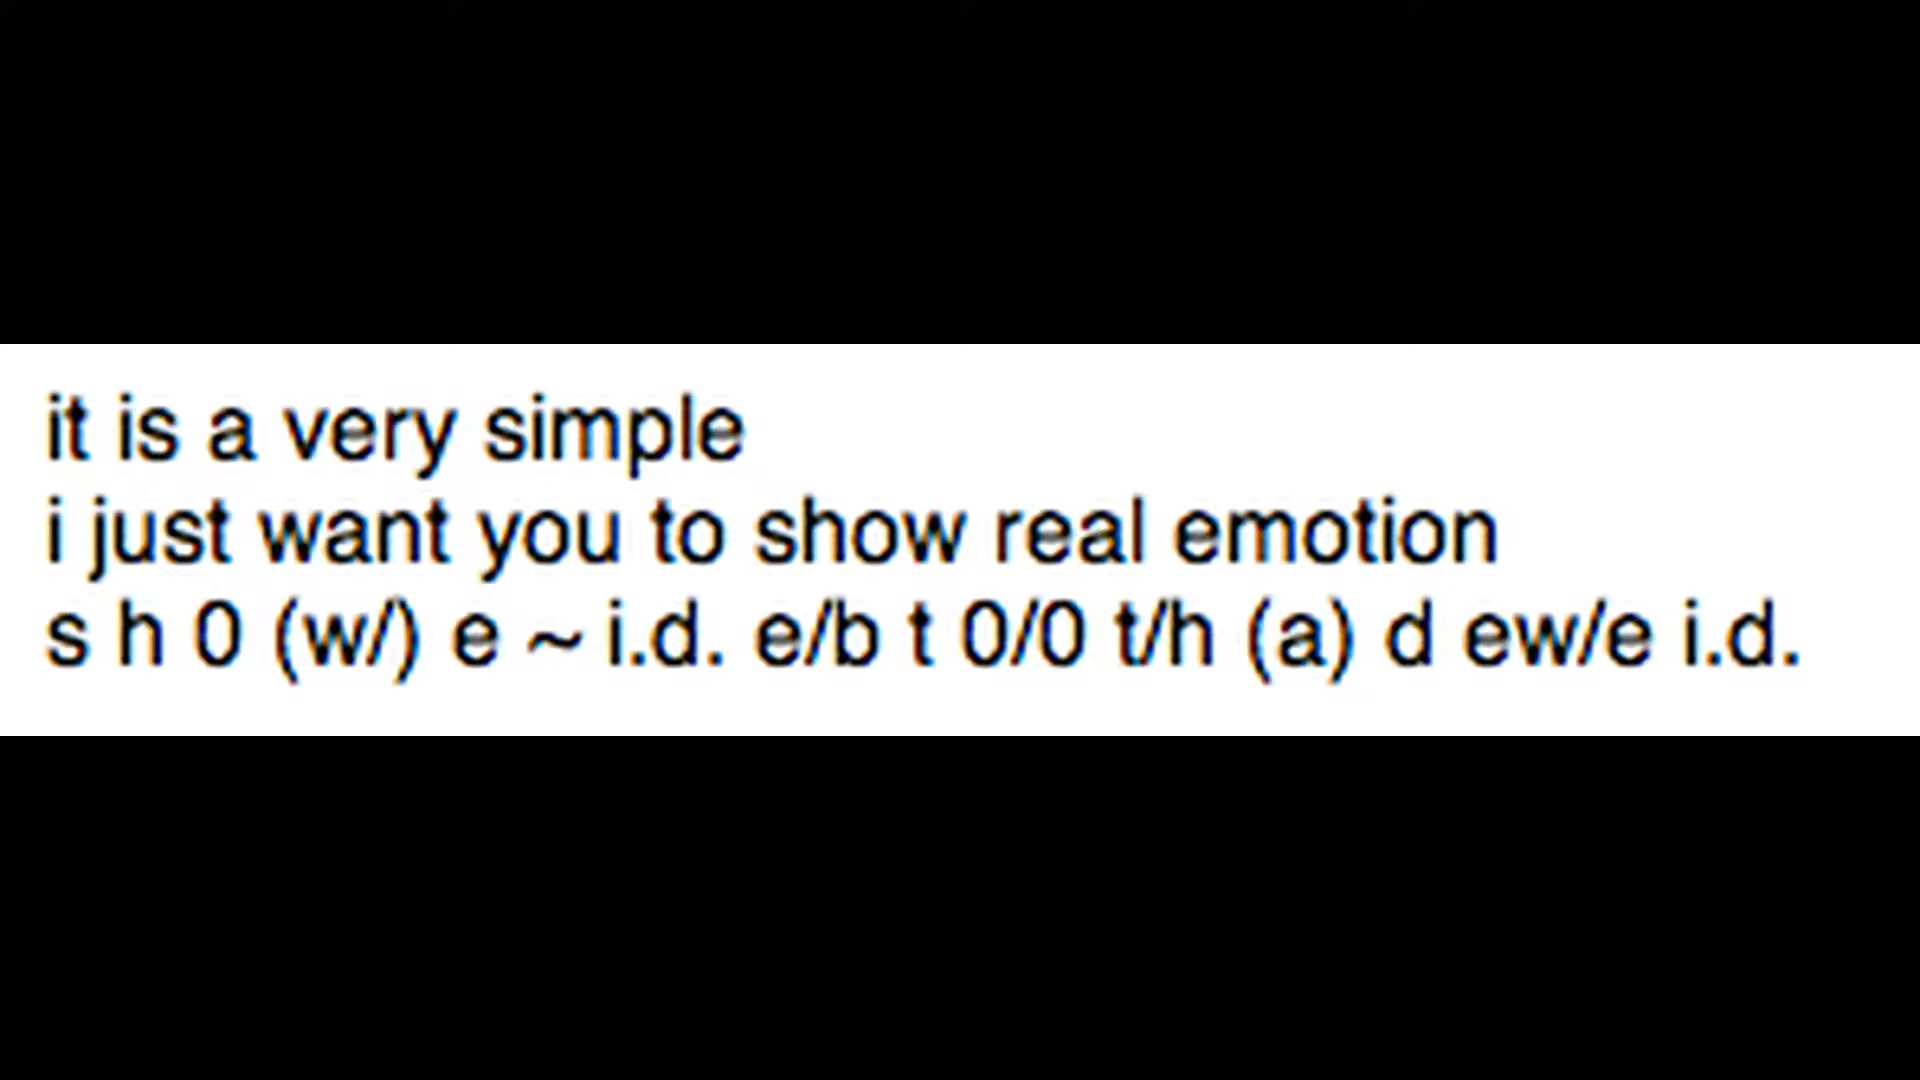 it is a very simple
i just want you to show real emotion
s h 0 (w/) e ~ i.d. e/b t 0/0 t/h (a) d ew/e i.d.